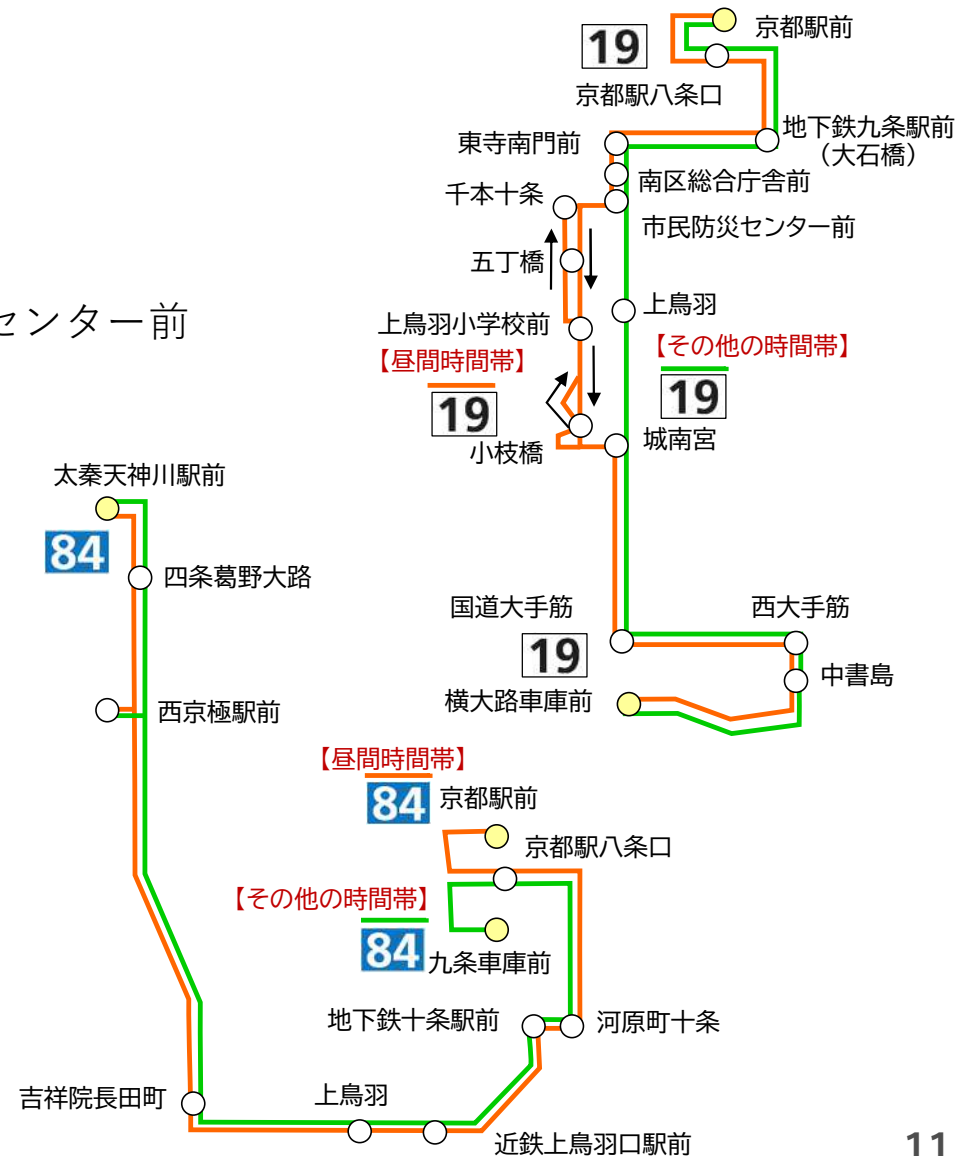 京都駅前
19
京都駅八条口
地下鉄九条駅前
（大石橋）
東寺南門前
南区総合庁舎前
千本十条
市民防災センター前
五丁橋
上鳥羽
センター前
上鳥羽小学校前
【昼間時間帯】
19
【その他の時間帯】
19
小枝橋
城南宮
太秦天神川駅前
84
四条葛野大路
国道大手筋
西大手筋
19
中書島
横大路車庫前
西京極駅前
【昼間時間帯】
84
京都駅前
京都駅八条口
【その他の時間帯】
84
九条車庫前
地下鉄十条駅前
河原町十条
吉祥院長田町
上鳥羽
近鉄上鳥羽口駅前
11